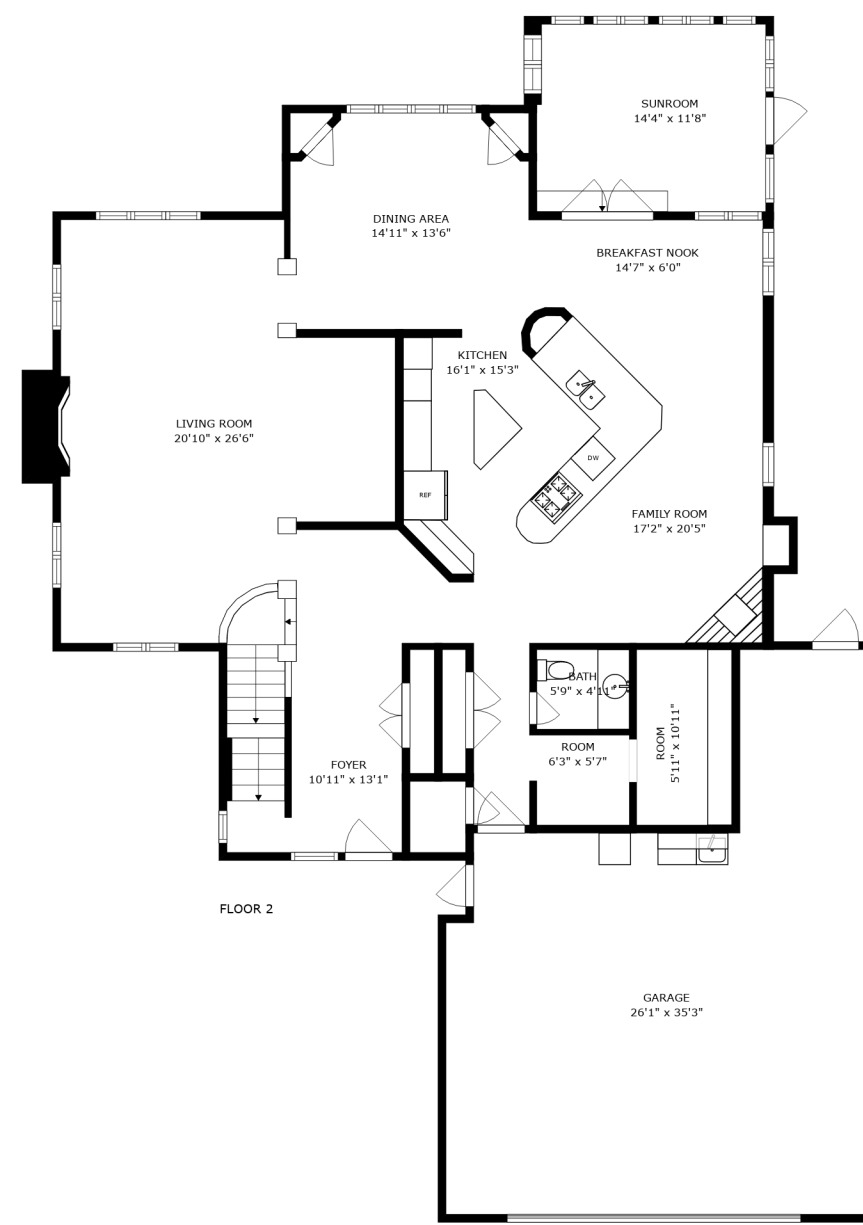 SUNROOM
14'4" x 11'8"
DINING AREA
14'11" x 13'6"
BREAKFAST NOOK
14'7" x 6'0"
KITCHEN
16'1" x 15'3"
LIVING ROOM
20'10" x 26'6"
DW
REF
FAMILY ROOM
17'2" x 20'5"
BATH
5'9" x 4'11"
ROOM
5'11" x 10'11"
ROOM
6'3" x 5'7"
FOYER
10'11" x 13'1"
FLOOR 2
GARAGE
26'1" x 35'3"